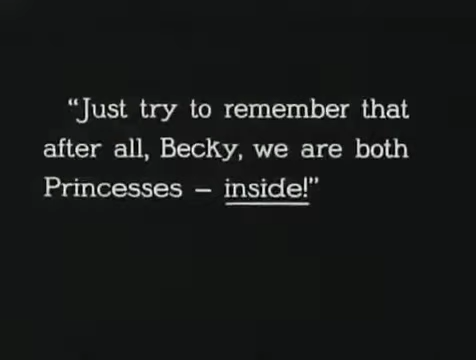 “Just try to remember that
after all, Becky, we are both
Princesses – inside!”